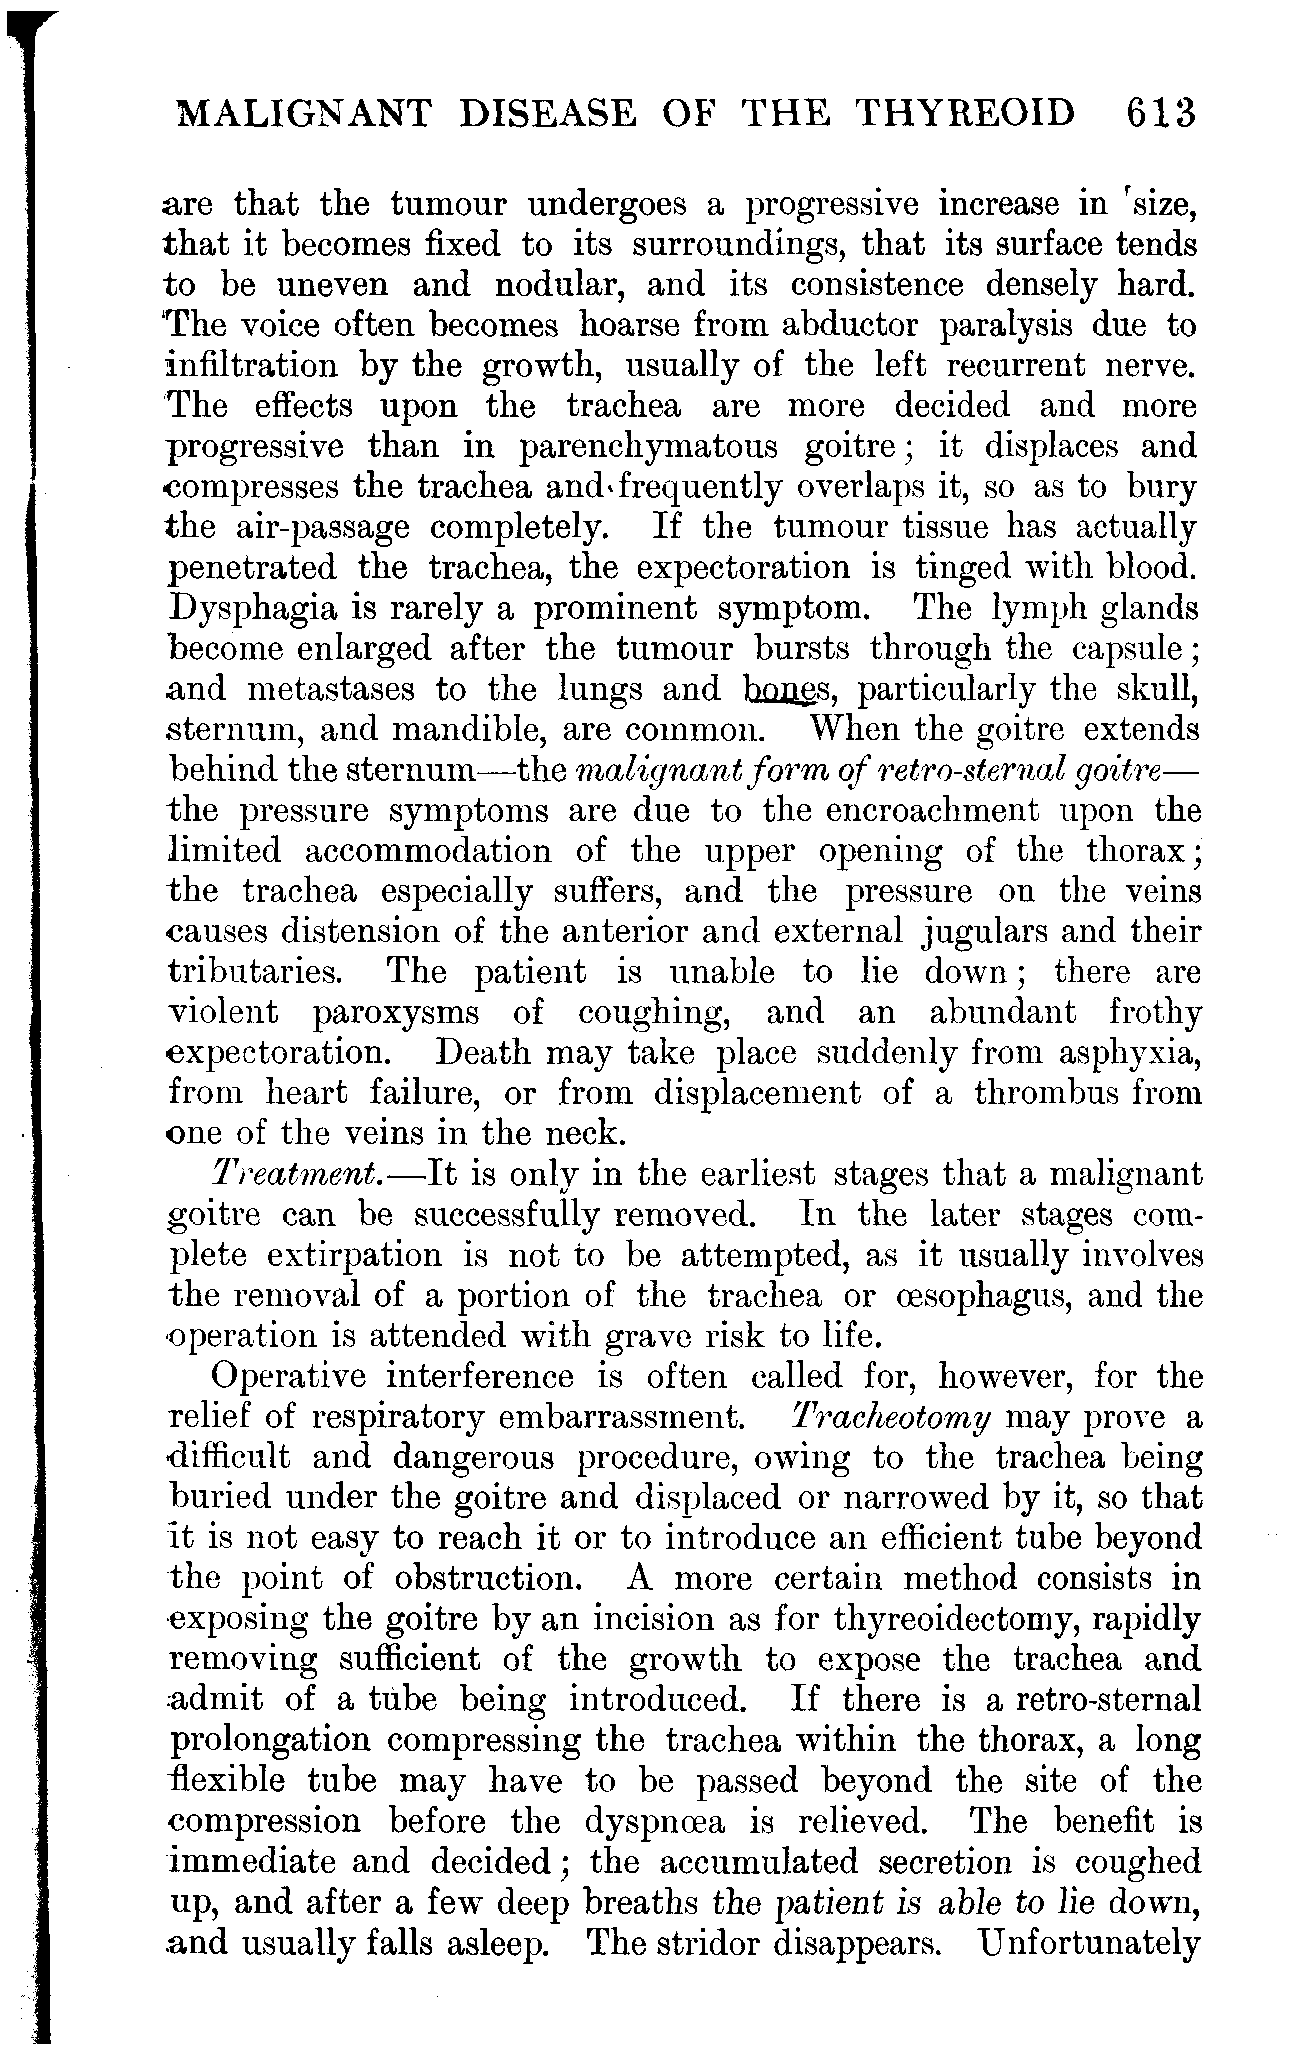 MALIGNANT DISEASE OF THE THYREOID 613
are that the tumour undergoes a progressive increase in size,
that it becomes fixed to its surroundings, that its surface tends
to be uneven and nodular, and its consistence densely hard.
The voice often becomes hoarse from abductor paralysis due to
infiltration by the growth, usually of the left recurrent nerve.
The effects upon the trachea are more decided and more
progressive than in parenchymatous goitre; it displaces and
compresses the trachea and frequently overlaps it, so as to bury
the air-passage completely. If the tumour tissue has actually
penetrated the trachea, the expectoration is tinged with blood.
Dysphagia is rarely a prominent symptom. The lymph glands
become enlarged after the tumour bursts through the capsule;
and metastases to the lungs and bones, particularly the skull,
sternum, and mandible, are common. When the goitre extends
behind the sternum—the malignant form of retro-sternal goitre—
the pressure symptoms are due to the encroachment upon the
limited accommodation of the upper opening of the thorax;
the trachea especially suffers, and the pressure on the veins
causes distension of the anterior and external jugulars and their
tributaries. The patient is unable to lie down; there are
violent paroxysms of coughing, and an abundant frothy
expectoration. Death may take place suddenly from asphyxia,
from heart failure, or from displacement of a thrombus from
one of the veins in the neck.
Treatment.—It is only in the earliest stages that a malignant
goitre can be successfully removed. In the later stages com-
plete extirpation is not to be attempted, as it usually involves
the removal of a portion of the trachea or œsophagus, and the
operation is attended with grave risk to life.
Operative interference is often called for, however, for the
relief of respiratory embarrassment. Tracheotomy may prove a
difficult and dangerous procedure, owing to the trachea being
buried under the goitre and displaced or narrowed by it, so that
it is not easy to reach it or to introduce an efficient tube beyond
the point of obstruction. A more certain method consists in
exposing the goitre by an incision as for thyreoidectomy, rapidly
removing sufficient of the growth to expose the trachea and
admit of a tube being introduced. If there is a retro-sternal
prolongation compressing the trachea within the thorax, a long
flexible tube may have to be passed beyond the site of the
compression before the dyspnœa is relieved. The benefit is
immediate and decided; the accumulated secretion is coughed
up, and after a few deep breaths the patient is able to lie down,
and usually falls asleep. The stridor disappears. Unfortunately